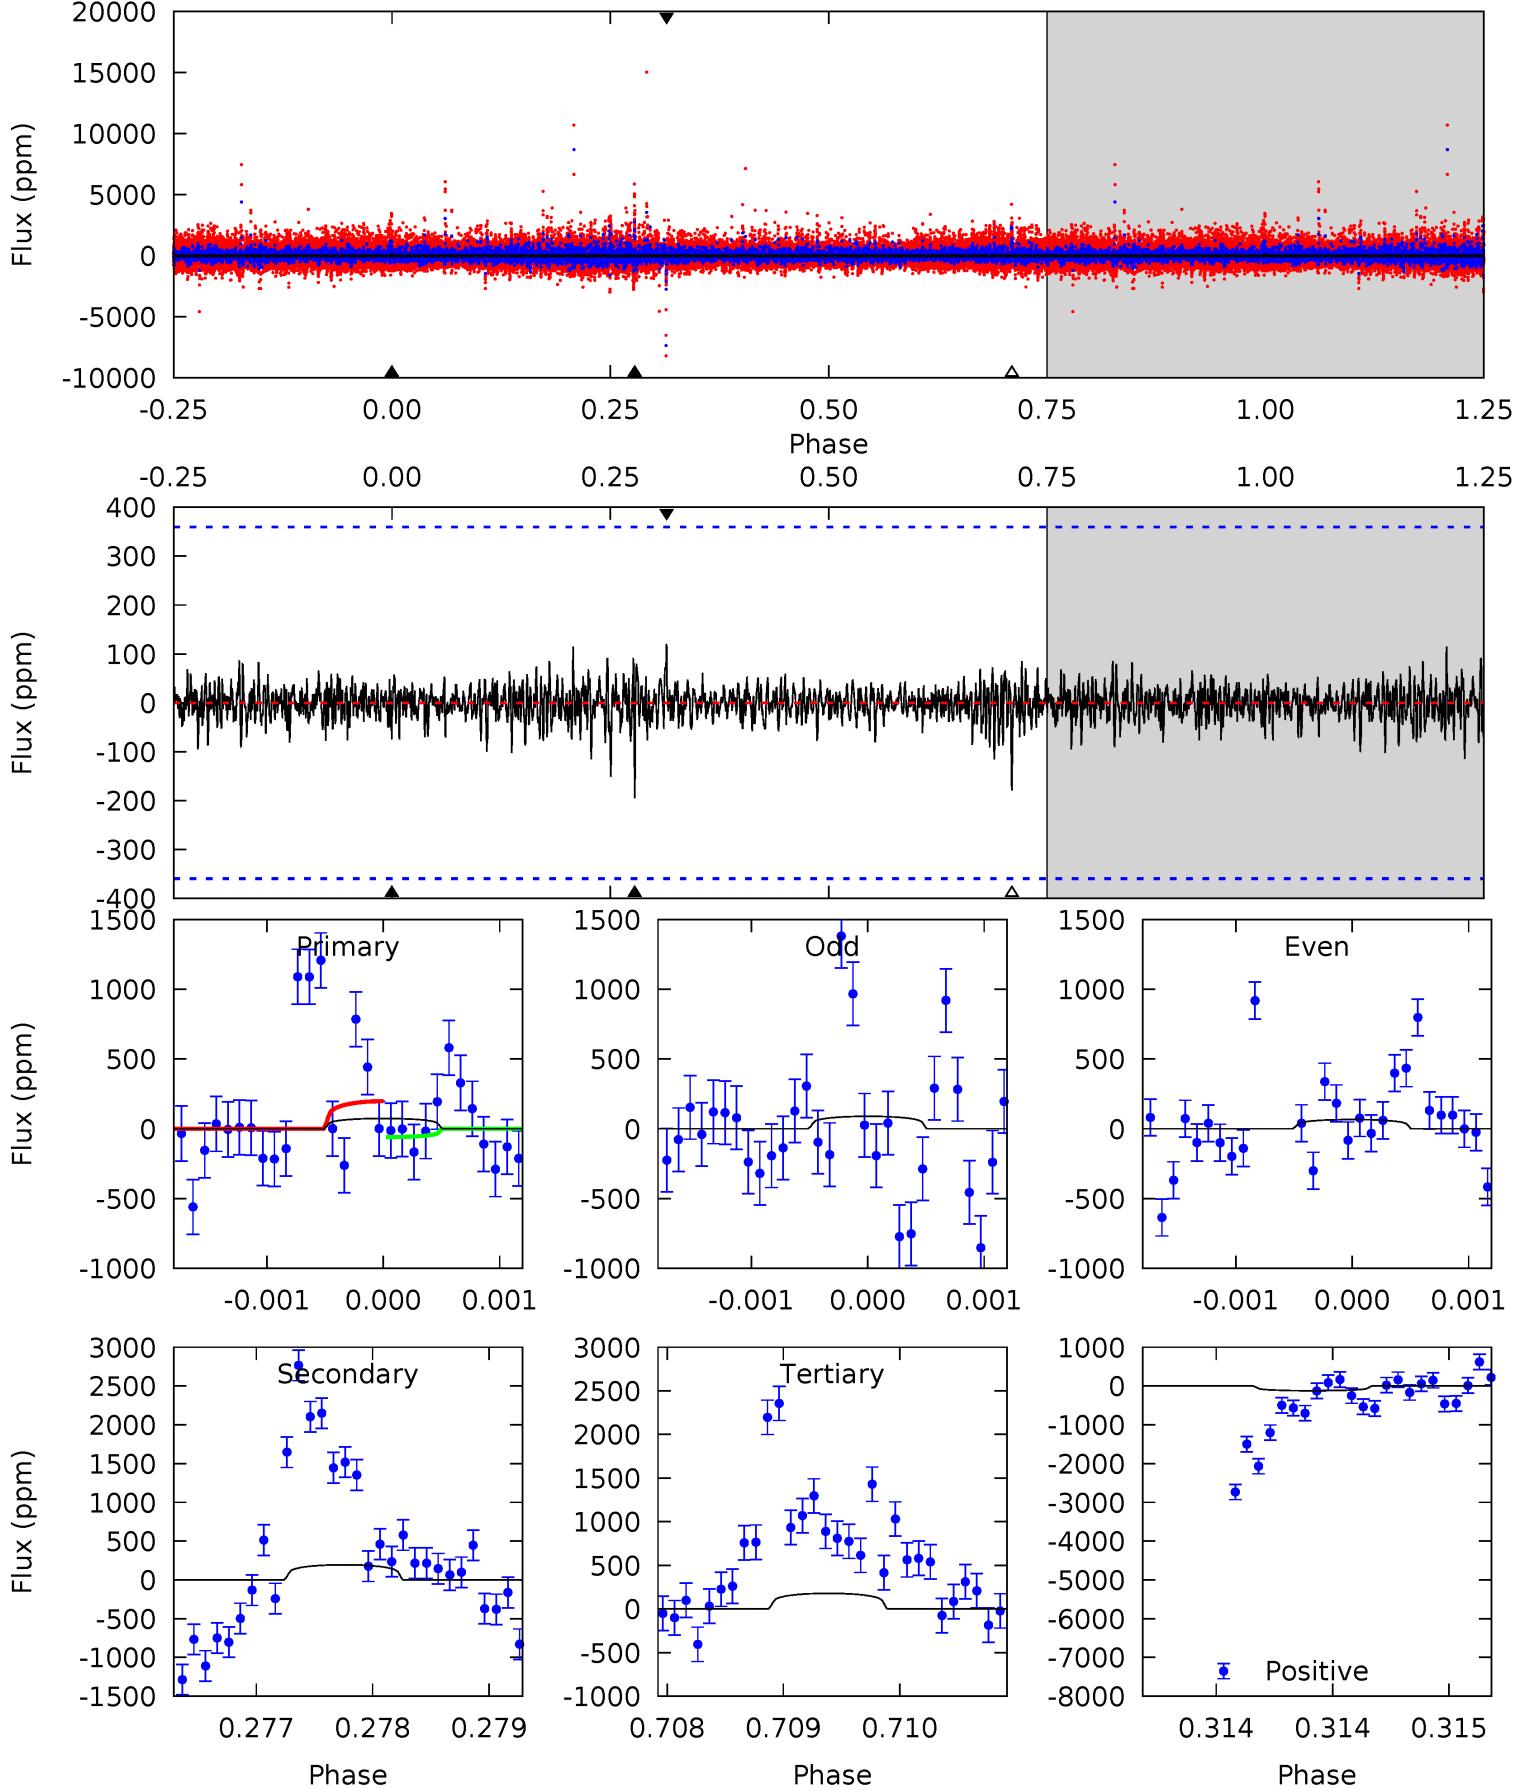 20000
15000
10000
5000
0
-5000
-10000
Flux (ppm)
-0.25 0.00 0.25 0.50 0.75 1.00 1.25
Phase
-0.25 0.00 0.25 0.50 0.75 1.00 1.25
400
300
200
100
0
-100
-200
-300
-400
Flux (ppm)
Primary
1500
1000
500
0
-500
-1000
Flux (ppm)
-0.001 0.000 0.001
Odd
1500
1000
500
0
-500
-1000
-0.001 0.000 0.001
Even
1500
1000
500
0
-500
-1000
-0.001 0.000 0.001
Secondary
3000
2500
2000
1500
1000
500
0
-500
-1000
-1500
Flux (ppm)
0.277 0.278 0.279
Phase
Tertiary
3000
2500
2000
1500
1000
500
0
-500
-1000
0.708 0.709 0.710
Phase
1000
0
-1000
-2000
-3000
-4000
-5000
-6000
-7000
-8000
Positive
0.314 0.314 0.315
Phase